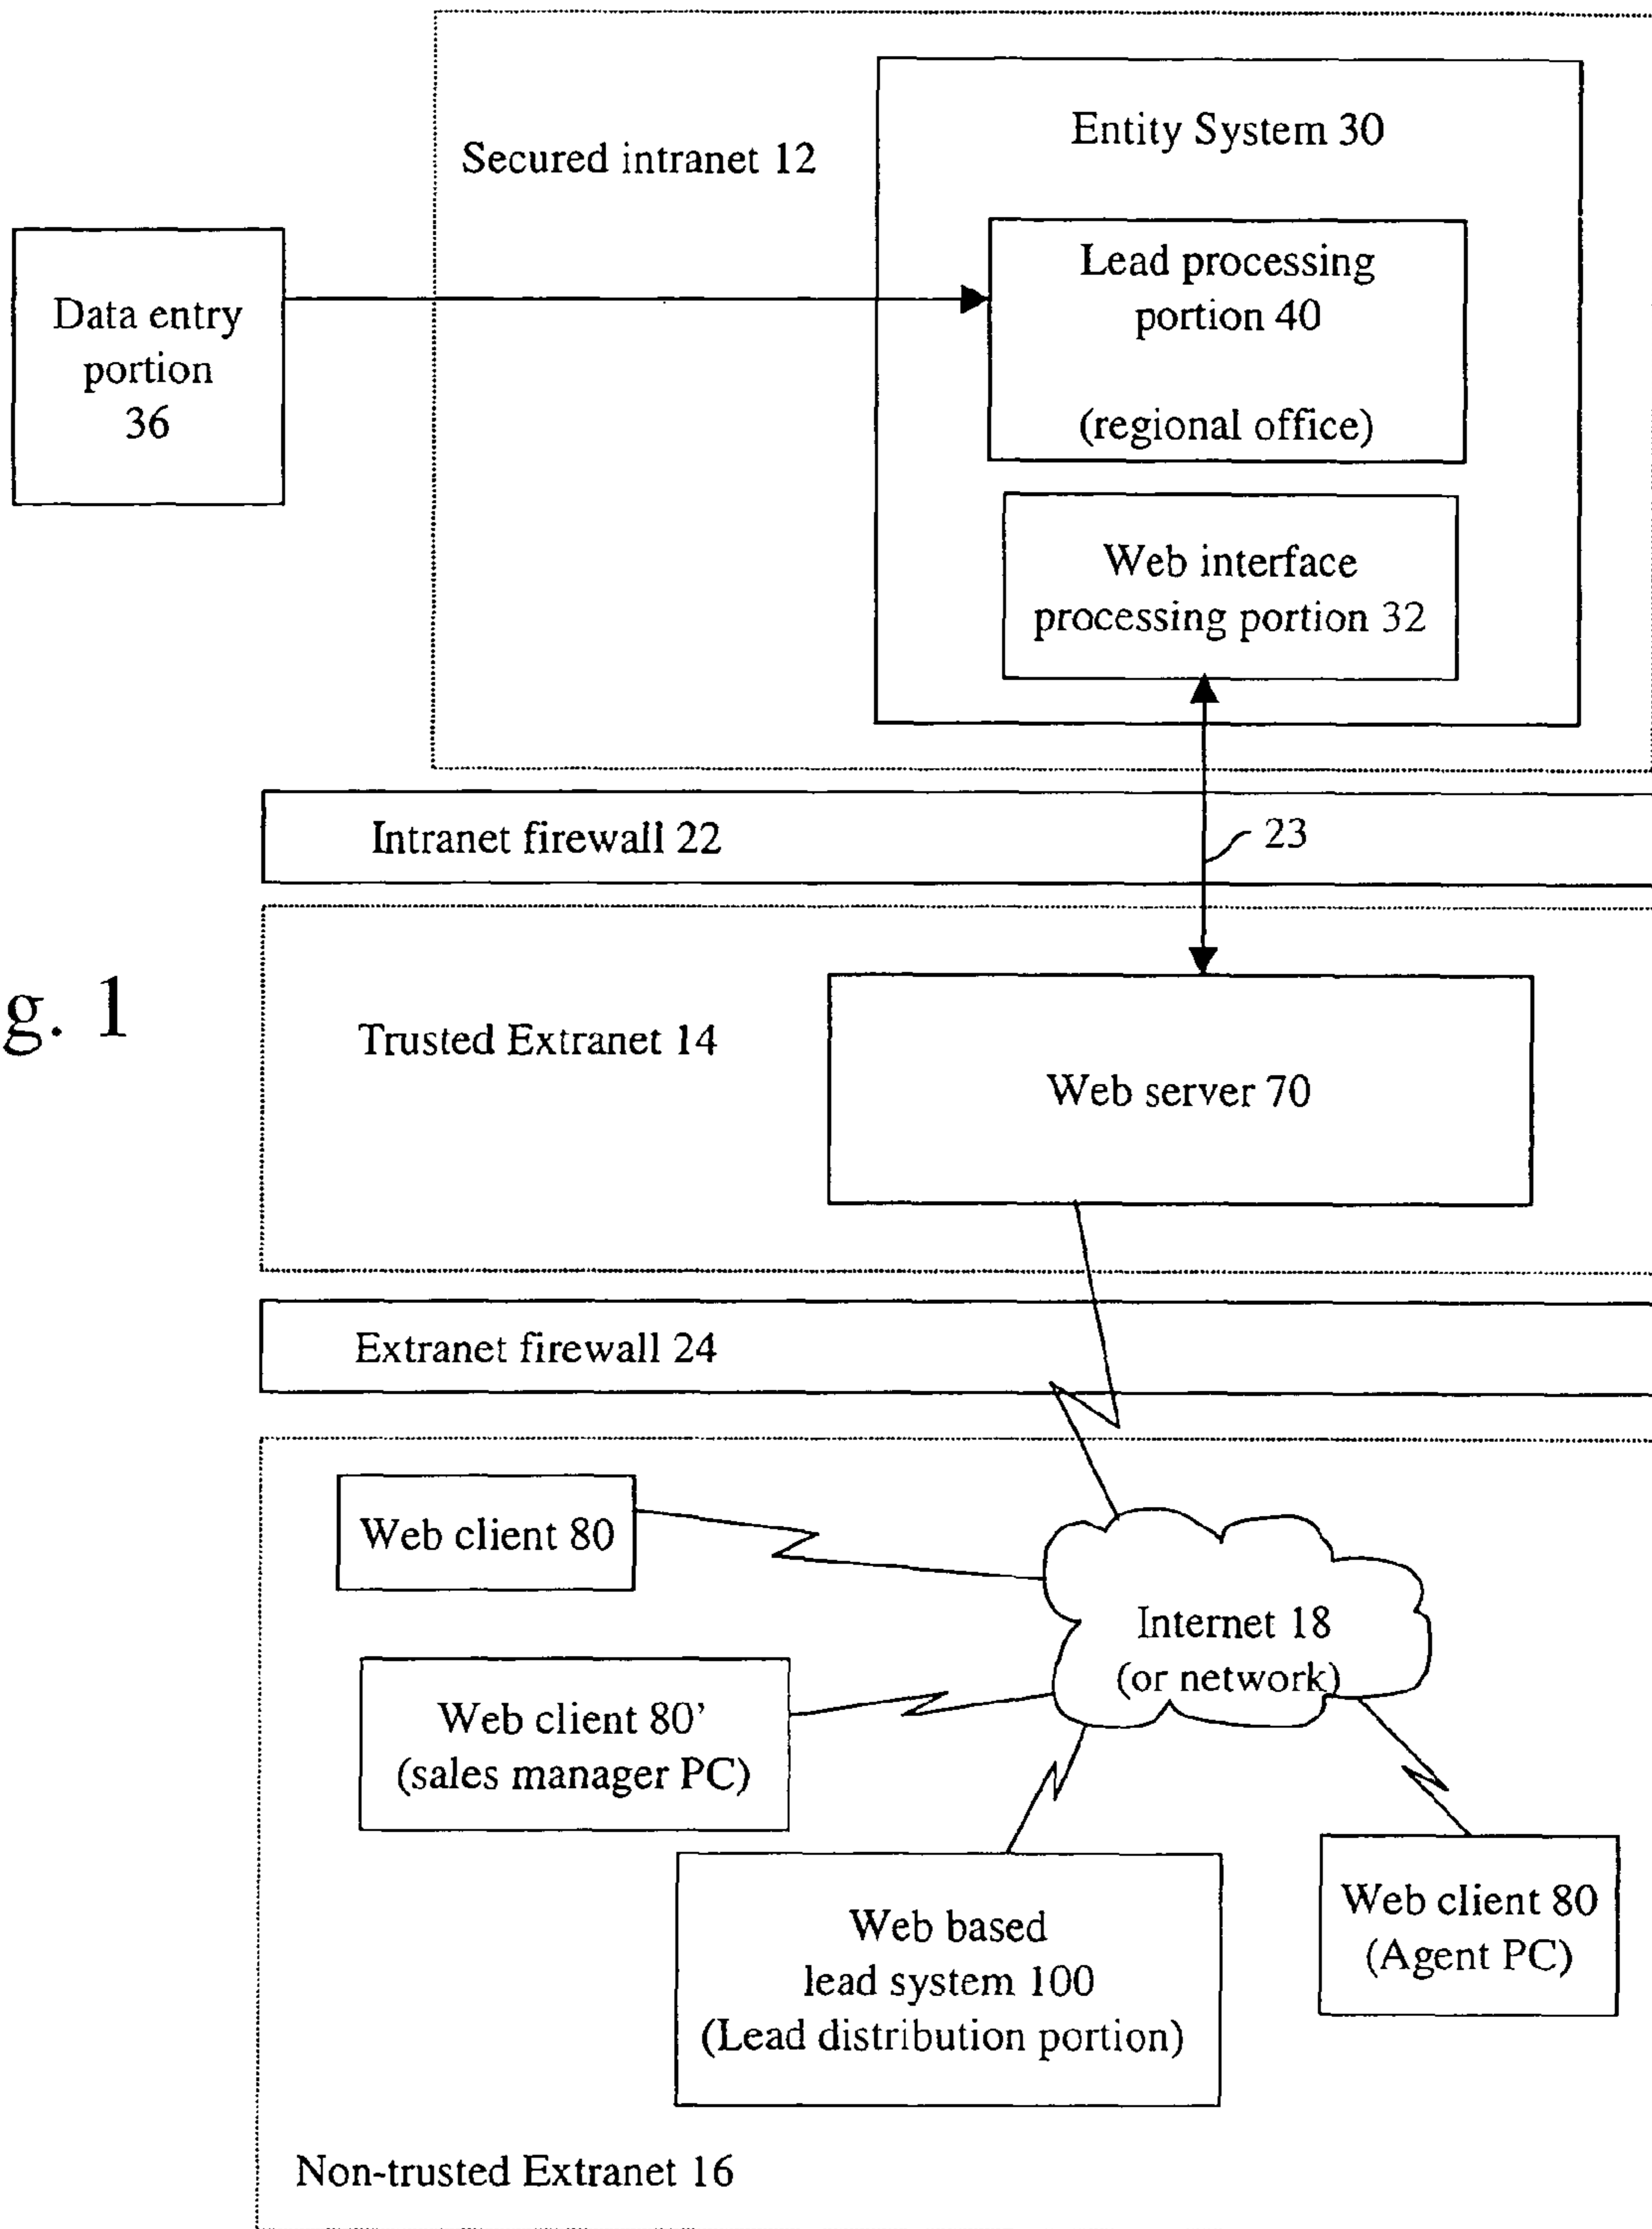 Entity System 30
Secured intranet 12
Lead processing
portion 40
(regional office)
Data entry
portion
36
Web interface
processing portion 32
Intranet firewall 22
23
g. 1
Trusted Extranet 14
Web server 70
Extranet firewall 24
Web client 80
Internet 18
(or network)
Web client 80’
(sales manager PC)
Web client 80
(Agent PC)
Web based
lead system 100
(Lead distribution portion)
Non-trusted Extranet 16